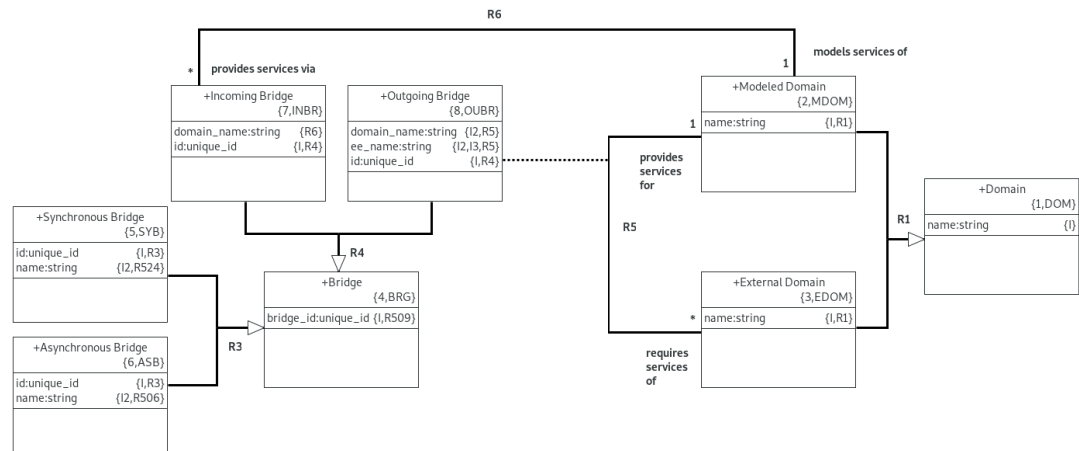 R6
models services of
* provides services via
1
+Incoming Bridge
{7,INBR}
domain_name:string {R6}
id:unique_id {I,R4}
+Outgoing Bridge
{8,OUBR}
domain_name:string {I2,R5}
ee_name:string {I2,I3,R5}
id:unique_id {I,R4}
+Modeled Domain
{2,MDOM}
name:string {I,R1}
1
provides
services
for
R5
+Domain
{1,DOM}
name:string {I}
R1
+Synchronous Bridge
{5,SYB}
id:unique_id {I,R3}
name:string {I2,R524}
R4
+Bridge
{4,BRG}
bridge_id:unique_id {I,R509}
+External Domain
{3,EDOM}
name:string {I,R1}
*
requires
services
of
R3
+Asynchronous Bridge
{6,ASB}
id:unique_id {I,R3}
name:string {I2,R506}